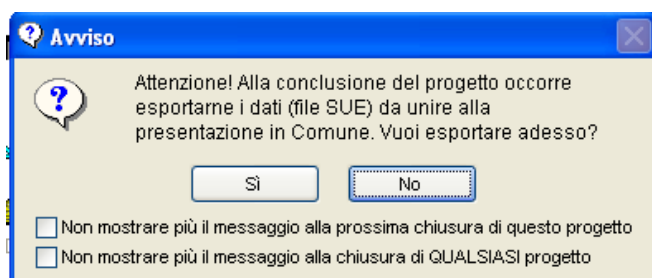 Avviso
Attenzione! Alla conclusione del progetto occorre
esportarne i dati (file SUE) da unire alla
presentazione in Comune. Vuoi esportare adesso?
Sì
No
Non mostrare più il messaggio alla prossima chiusura di questo progetto
Non mostrare più il messaggio alla chiusura di QUALSIASI progetto